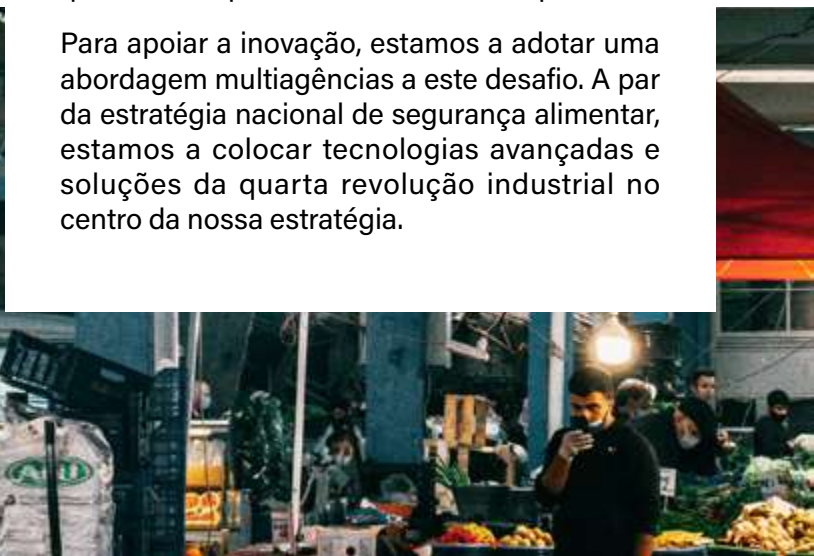 Para apoiar a inovação, estamos a adotar uma
abordagem multiagências a este desafio. A par
da estratégia nacional de segurança alimentar,
estamos a colocar tecnologias avançadas e
soluções da quarta revolução industrial no
centro da nossa estratégia.